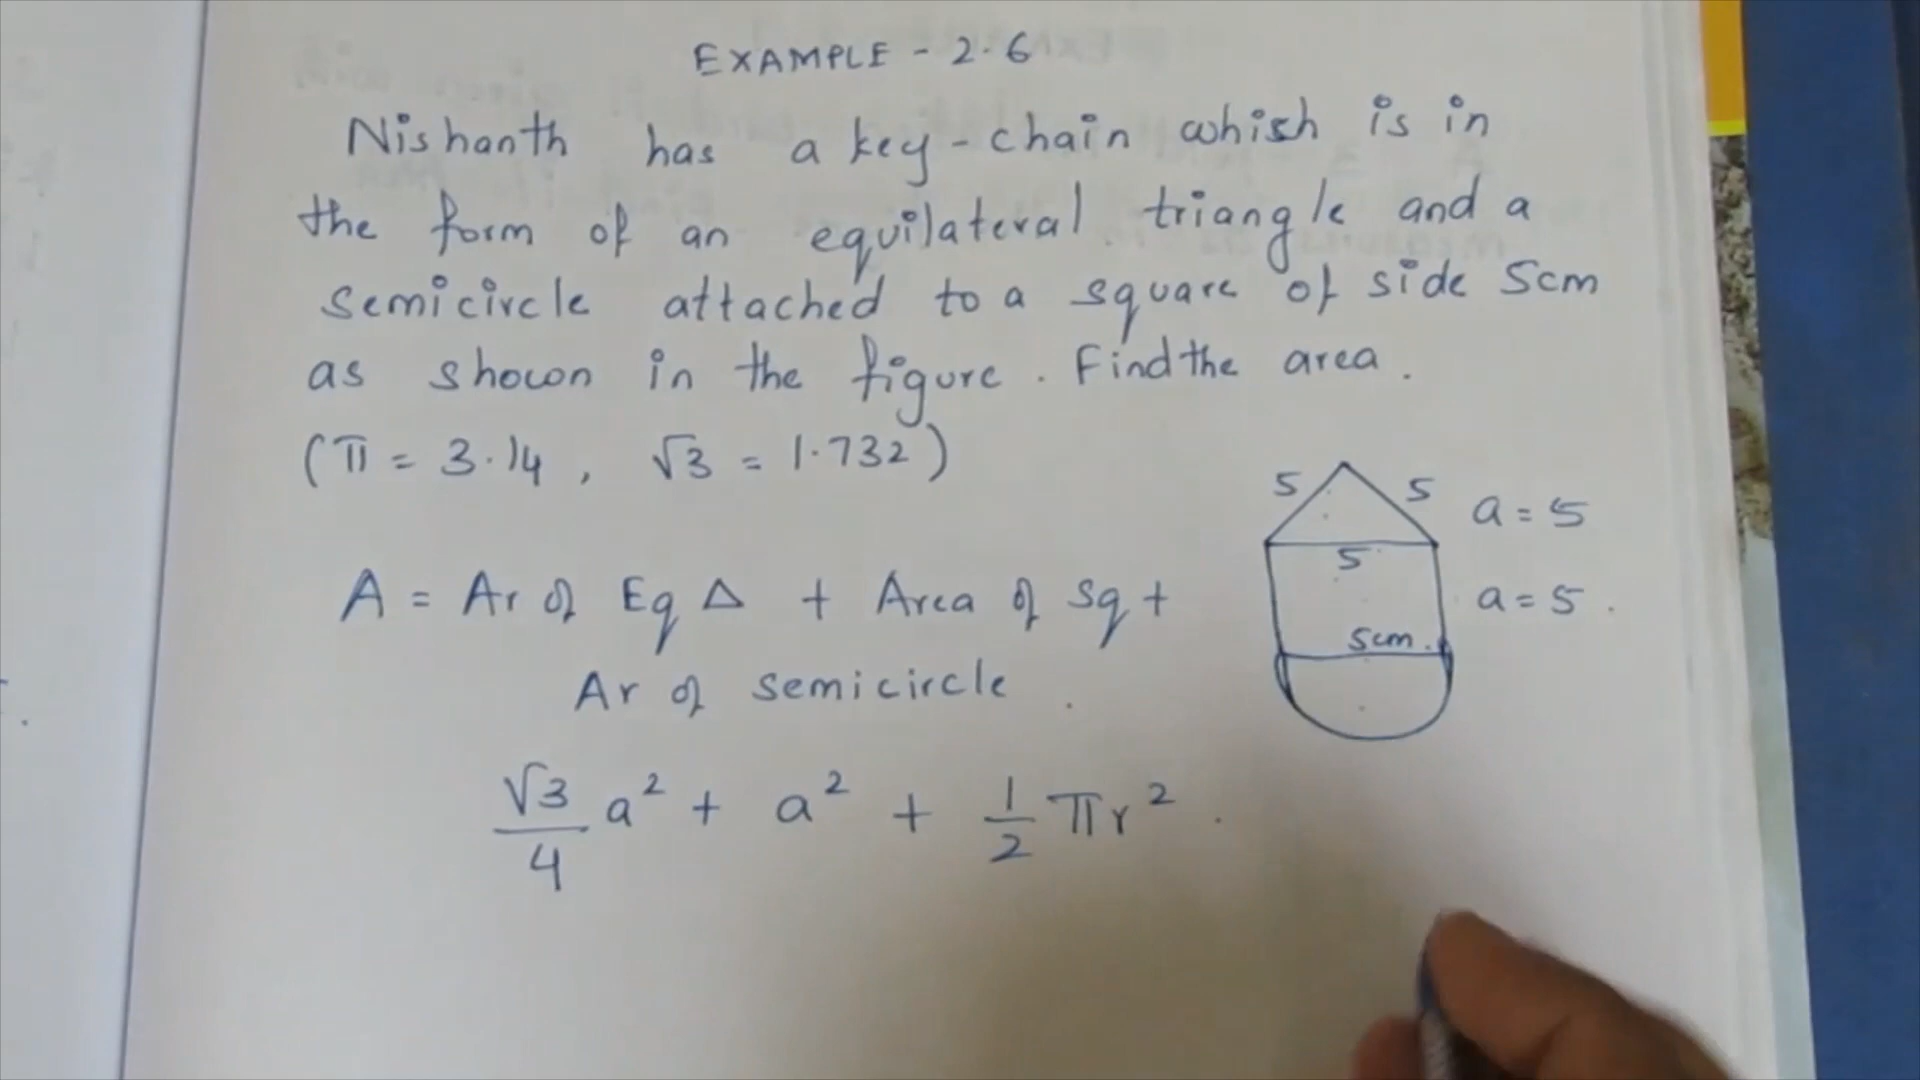 EXAMPLE - 2.6
Nishanth has a key-chain which is in
the form of an equilateral triangle and a
semicircle attached to a square of side 5cm
as shown in the figure. Find the area.
(π = 3.14, √3 = 1.732)
5 5 a = 5
5
A = Ar of Eq Δ + Area of Sq +
a = 5.
5cm.
Ar of semicircle.
√3/4 a² + a² + 1/2 πr².